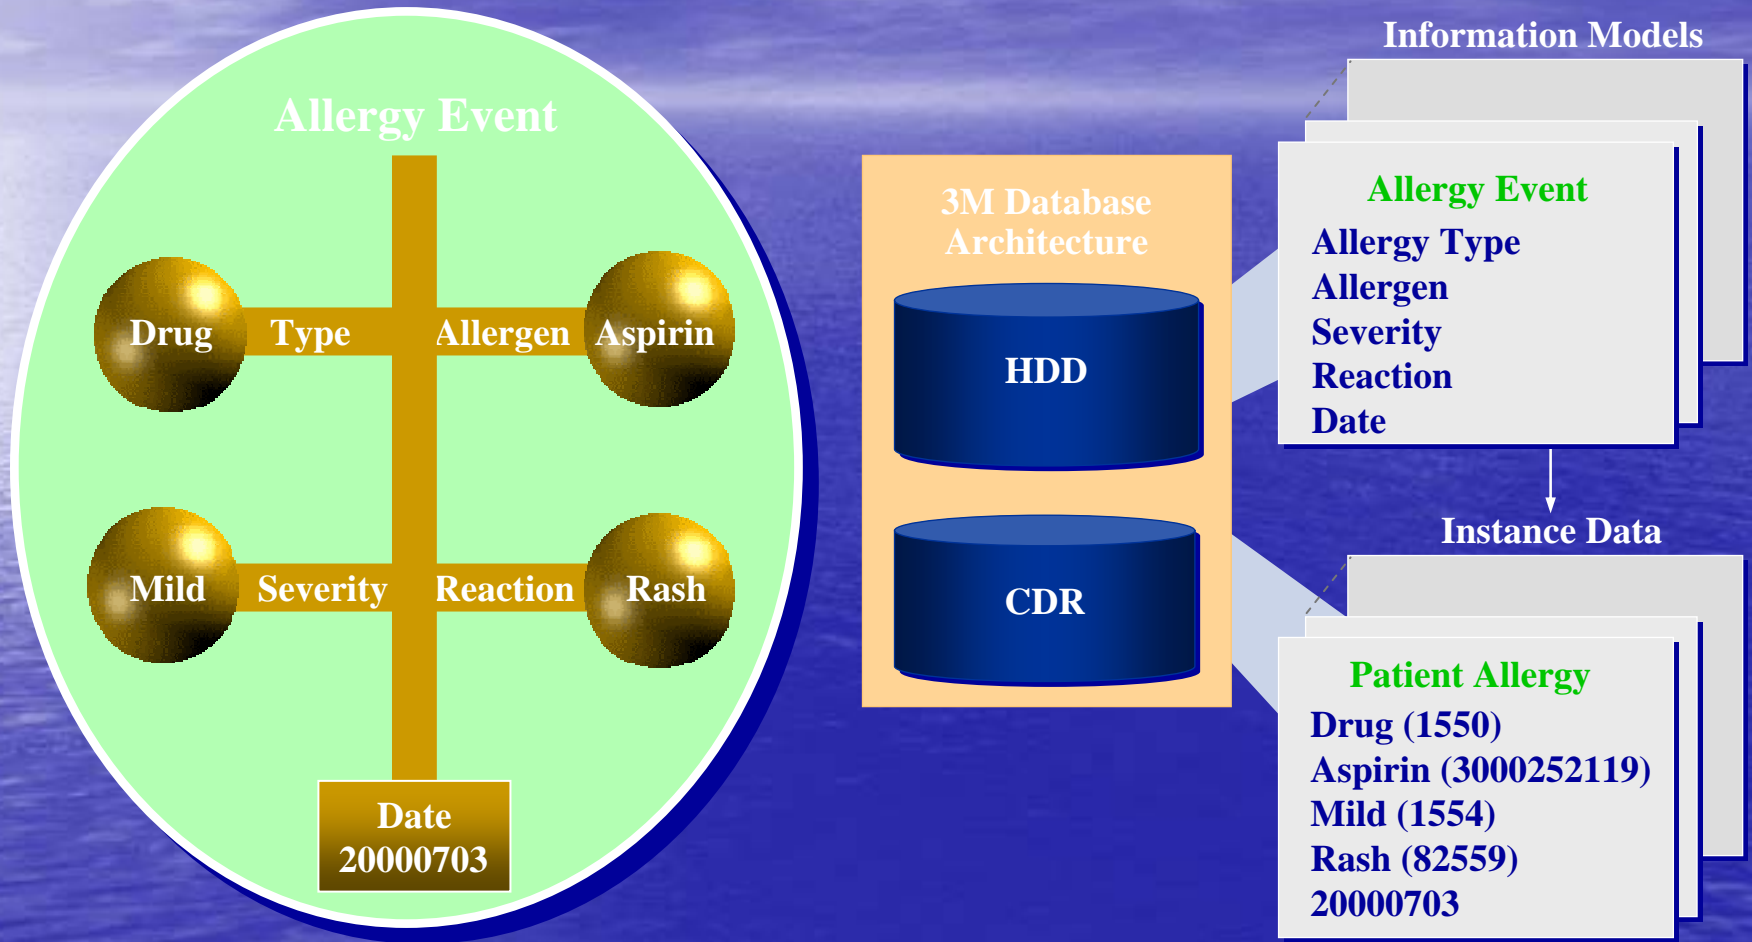 Allergy Event
Drug Type Allergen Aspirin
Mild Severity Reaction Rash
Date
20000703
3M Database
Architecture
HDD
CDR
Information Models
Allergy Event
Allergy Type
Allergen
Severity
Reaction
Date
Instance Data
Patient Allergy
Drug (1550)
Aspirin (3000252119)
Mild (1554)
Rash (82559)
20000703